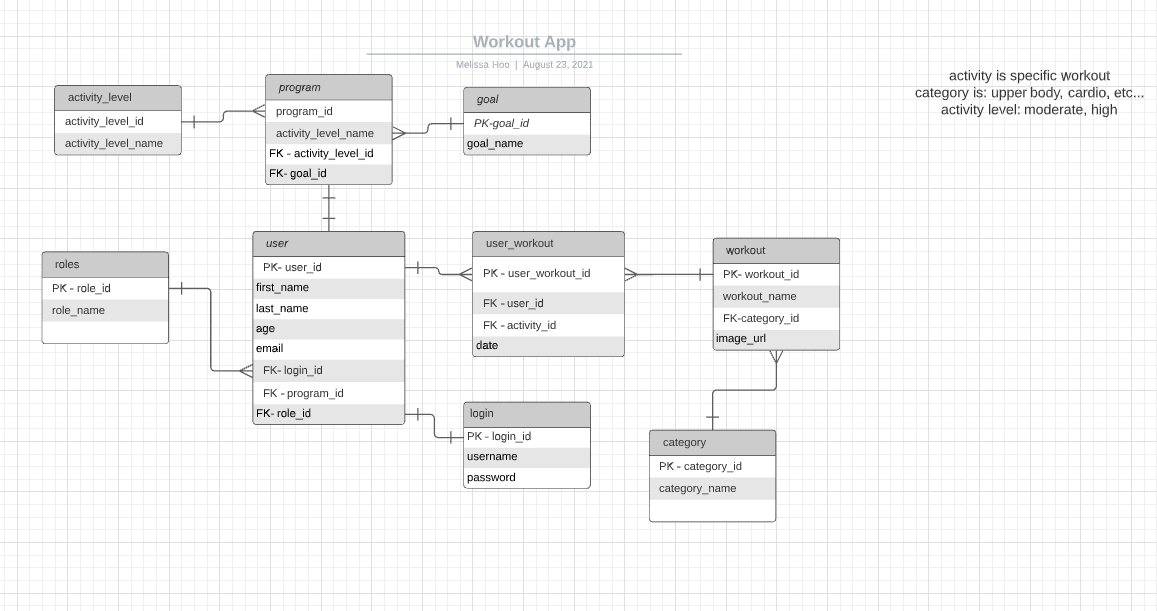 Workout App
Melissa Hoo | August 23, 2021
activity is specific workout
category is: upper body, cardio, etc...
activity level: moderate, high
activity_level
activity_level_id
activity_level_name
program
program_id
activity_level_name
FK - activity_level_id
FK- goal_id
goal
PK-goal_id
goal_name
roles
PK - role_id
role_name
user
PK- user_id
first_name
last_name
age
email
FK- login_id
FK - program_id
FK- role_id
user_workout
PK - user_workout_id
FK - user_id
FK - activity_id
date
workout
PK- workout_id
workout_name
FK-category_id
image_url
login
PK - login_id
username
password
category
PK - category_id
category_name